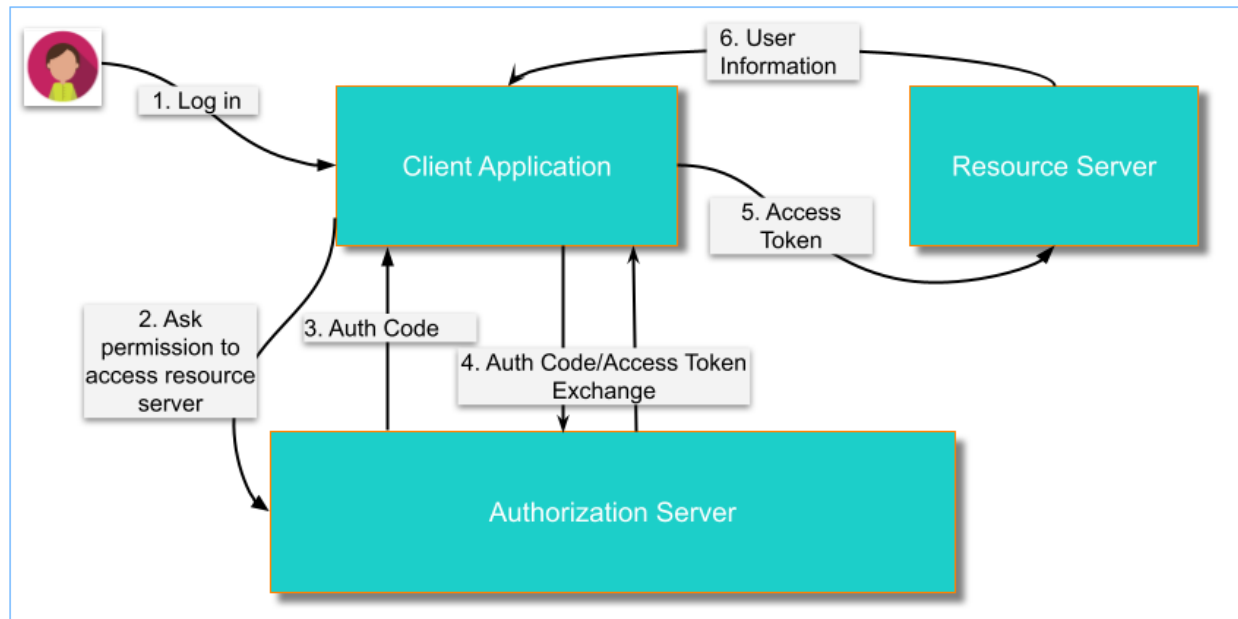 6. User
Information
1. Log in
Client Application
Resource Server
5. Access
Token
2. Ask
permission to
access resource
server
3. Auth Code
4. Auth Code/Access Token
Exchange
Authorization Server